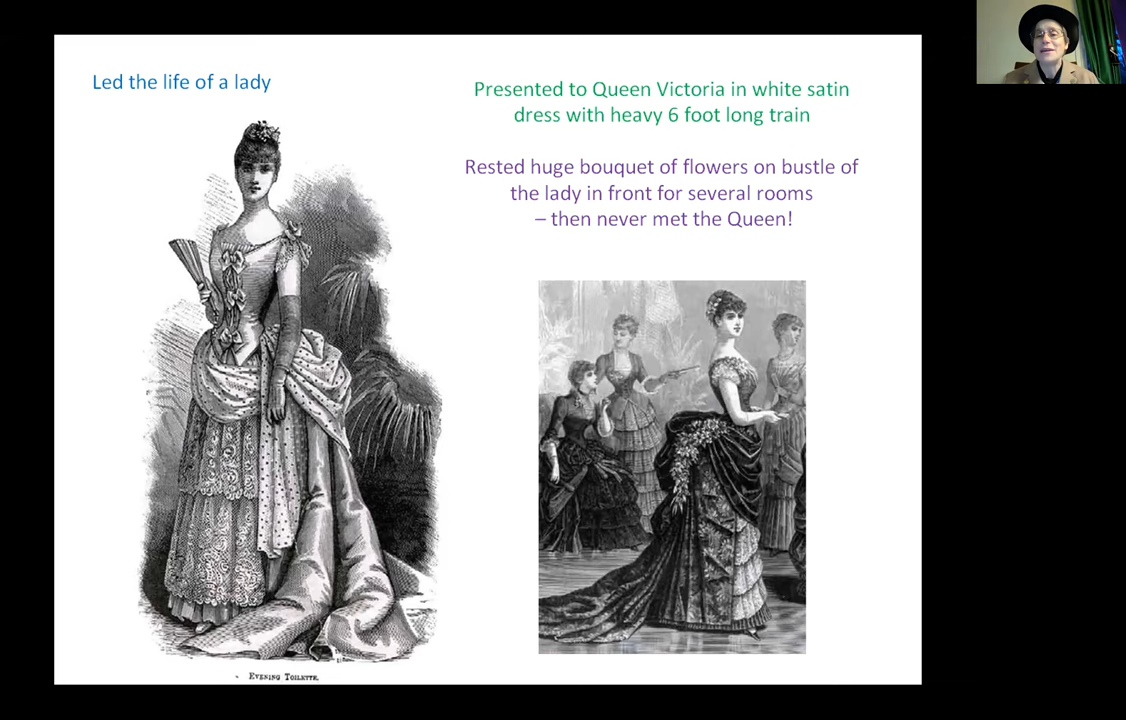 Led the life of a lady
Presented to Queen Victoria in white satin
dress with heavy 6 foot long train
Rested huge bouquet of flowers on bustle of
the lady in front for several rooms
– then never met the Queen!
Evening Toilette.